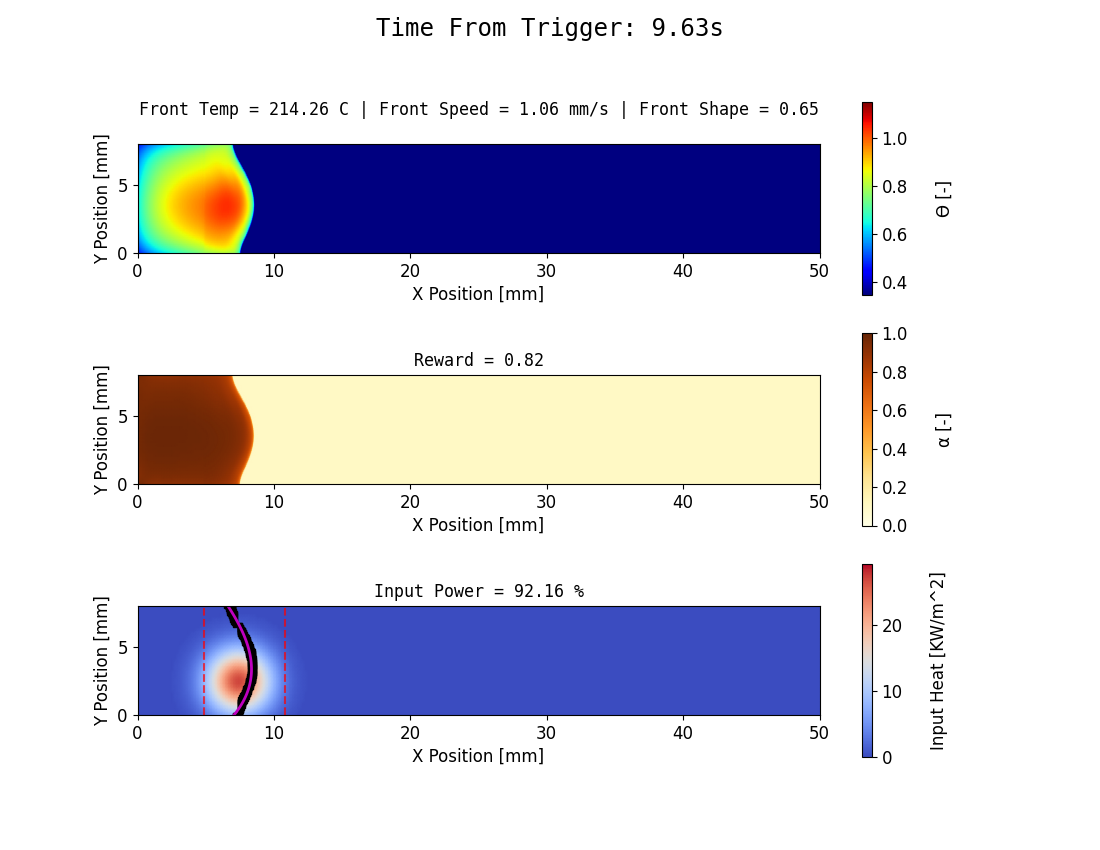 Time From Trigger: 9.63s
Front Temp = 214.26 C | Front Speed = 1.06 mm/s | Front Shape = 0.65
Y Position [mm]
5
0
0 10 20 30 40 50
X Position [mm]
1.0
0.8
0.6
0.4
Θ [-]
Reward = 0.82
Y Position [mm]
5
0
0 10 20 30 40 50
X Position [mm]
1.0
0.8
0.6
0.4
0.2
0.0
α [-]
Input Power = 92.16 %
Y Position [mm]
5
0
0 10 20 30 40 50
X Position [mm]
20
10
0
Input Heat [KW/m^2]